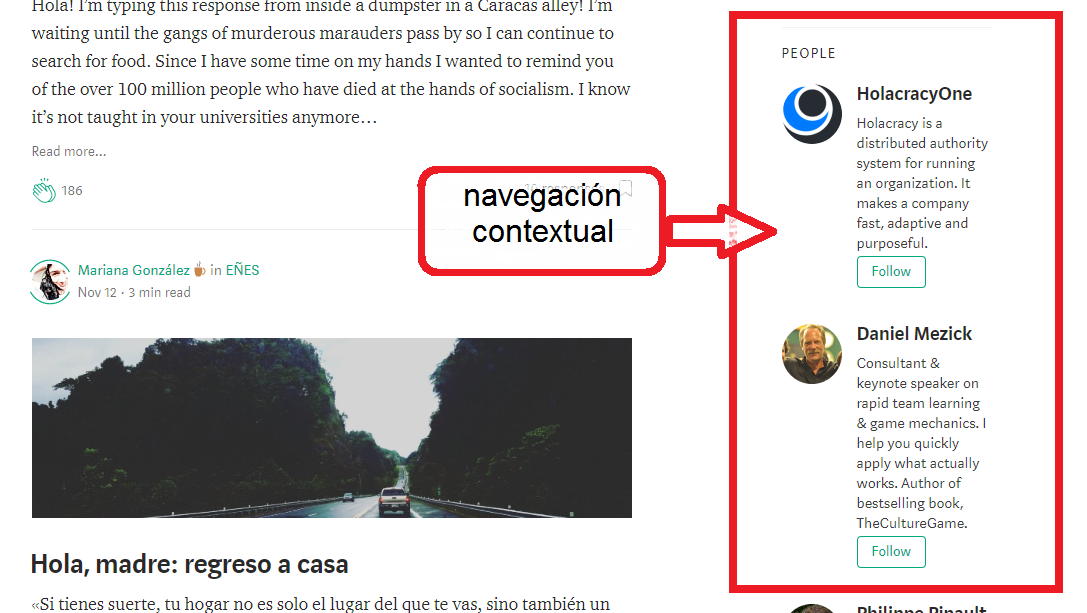 Hola! I'm typing this response from inside a dumpster in a Caracas alley! I'm
waiting until the gangs of murderous marauders pass by so I can continue to
search for food. Since I have some time on my hands I wanted to remind you
of the over 100 million people who have died at the hands of socialism. I know
it's not taught in your universities anymore…
Read more...
186
navegación
contextual
Mariana González in EÑES
Nov 12 · 3 min read
Hola, madre: regreso a casa
«Si tienes suerte, tu hogar no es solo el lugar del que te vas, sino también un
PEOPLE
HolacracyOne
Holacracy is a
distributed authority
system for running
an organization. It
makes a company
fast, adaptive and
purposeful.
Follow
Daniel Mezick
Consultant &
keynote speaker on
rapid team learning
& game mechanics. I
help you quickly
apply what actually
works. Author of
bestselling book,
TheCultureGame.
Follow
Philippe Pinault